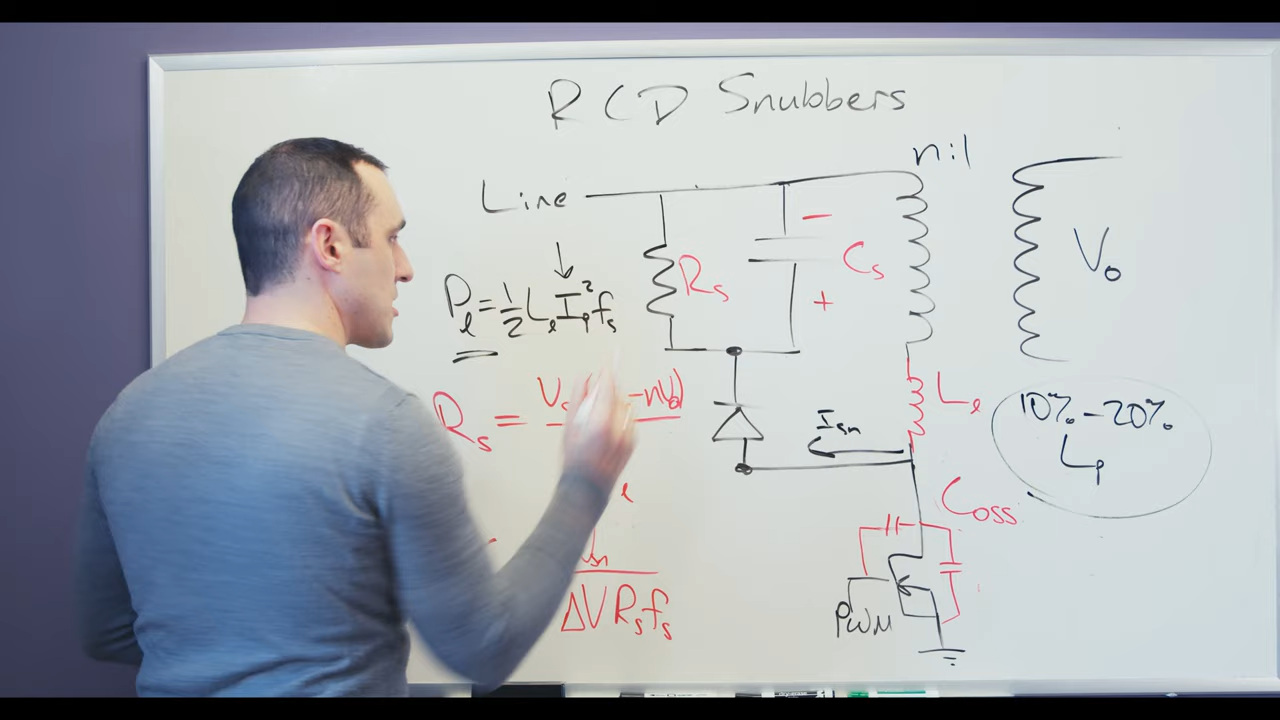 RCD Snubbers
n:1
Line
Rs
−
Cs
+
Vo
Pl = 1/2 Ll Ip² fs
Rs =
-nVo)
Isn
Ll
10% - 20%
Lp
Coss
PWM
ΔV Rs fs